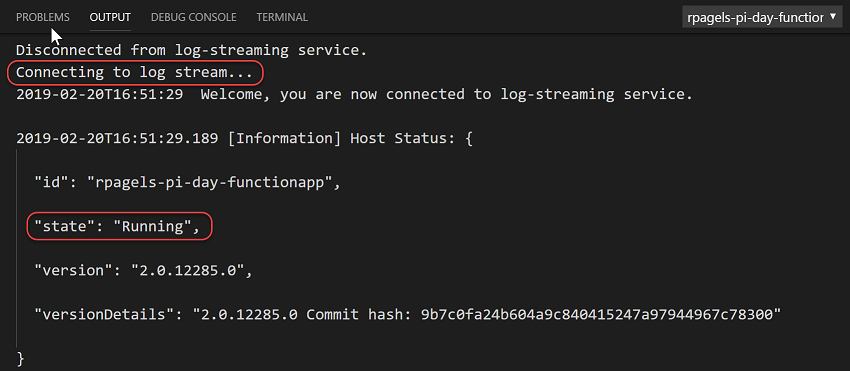 PROBLEMS OUTPUT DEBUG CONSOLE TERMINAL rpagels-pi-day-function
Disconnected from log-streaming service.
Connecting to log stream...
2019-02-20T16:51:29  Welcome, you are now connected to log-streaming service.
2019-02-20T16:51:29.189 [Information] Host Status: {
"id": "rpagels-pi-day-functionapp",
"state": "Running",
"version": "2.0.12285.0",
"versionDetails": "2.0.12285.0 Commit hash: 9b7c0fa24b604a9c840415247a97944967c78300"
}